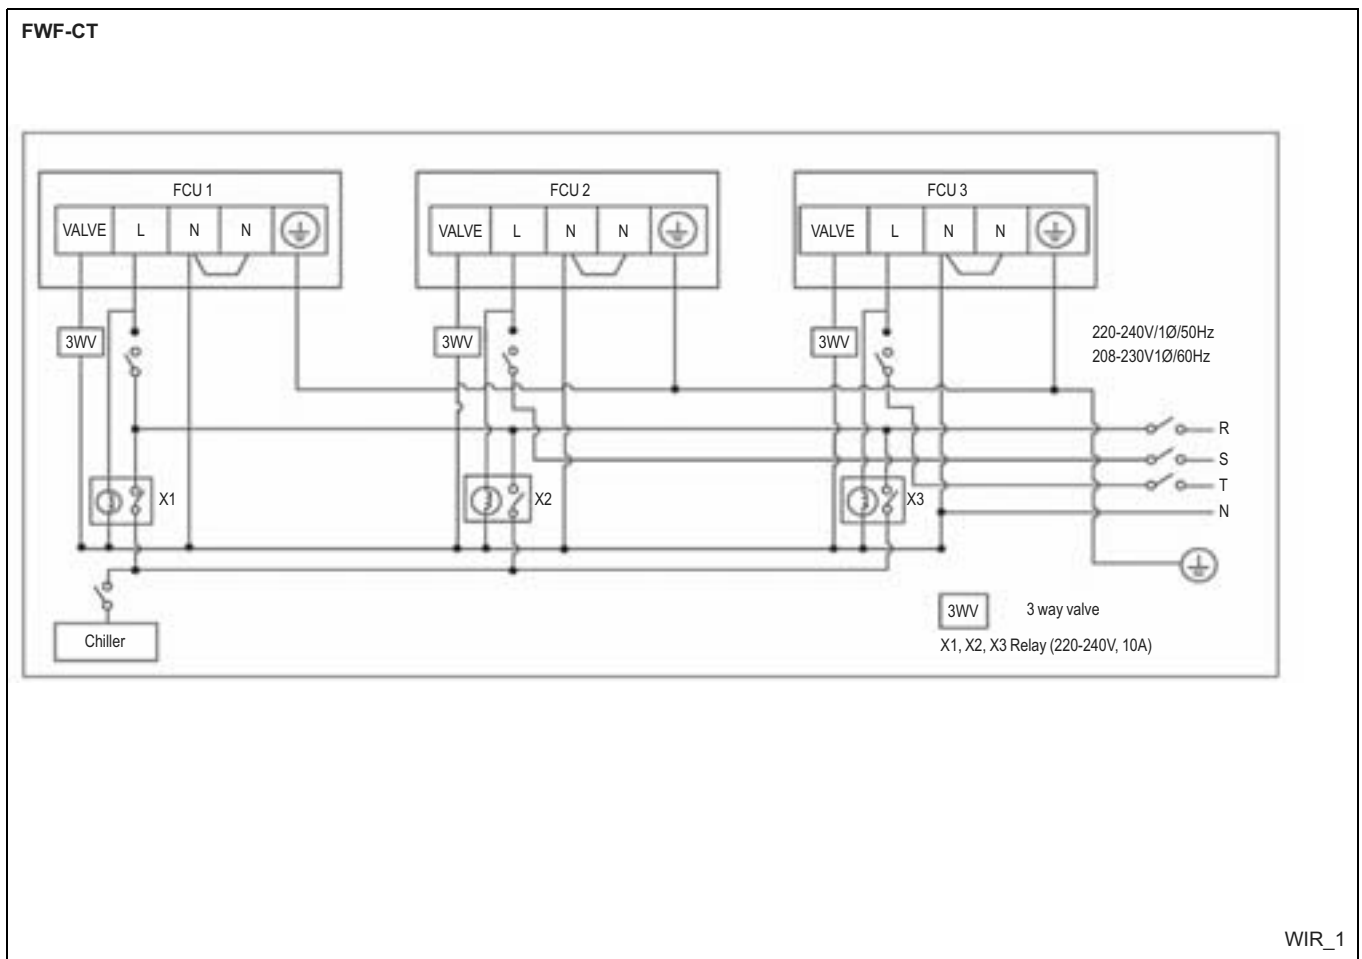 FWF-CT
FCU 1
VALVE L N N
FCU 2
VALVE L N N
FCU 3
VALVE L N N
3WV
3WV
3WV
220-240V/1Ø/50Hz
208-230V1Ø/60Hz
R
S
T
N
X1
X2
X3
Chiller
3WV 3 way valve
X1, X2, X3 Relay (220-240V, 10A)
WIR_1